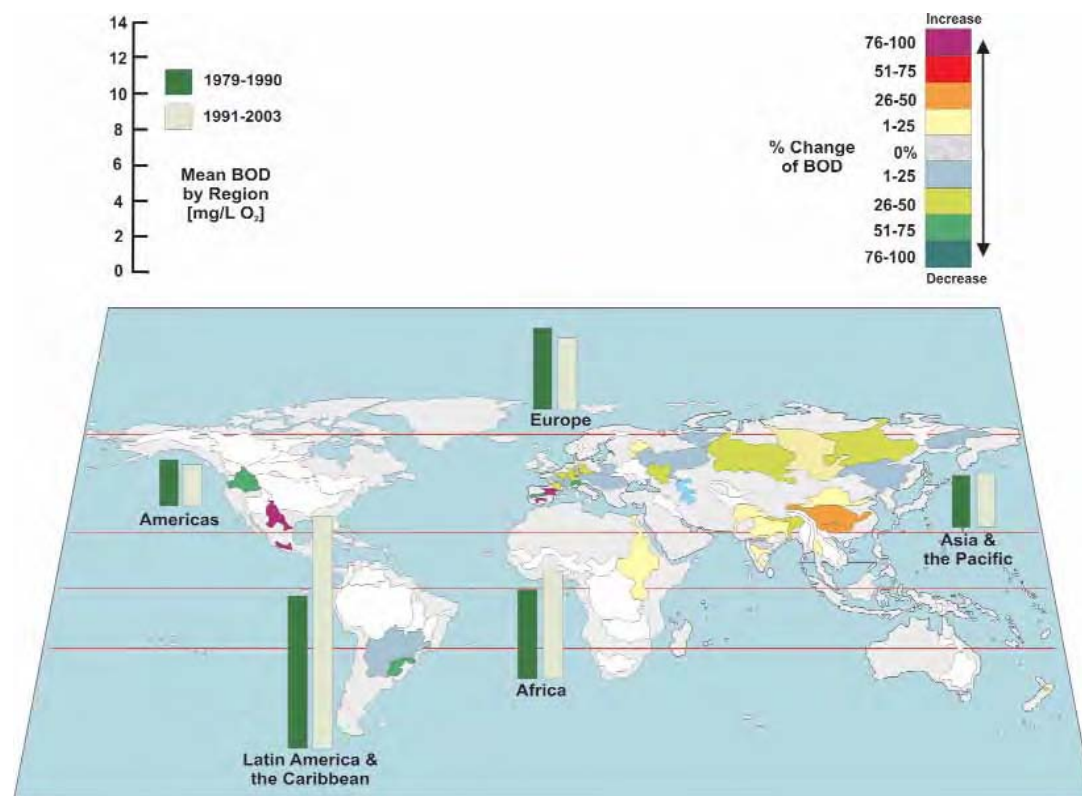 14
12
10
8
6
4
2
0
1979-1990
1991-2003
Mean BOD
by Region
[mg/L O₂]
Increase
76-100
51-75
26-50
1-25
0%
1-25
26-50
51-75
76-100
Decrease
% Change
of BOD
Europe
Americas
Asia &
the Pacific
Africa
Latin America &
the Caribbean